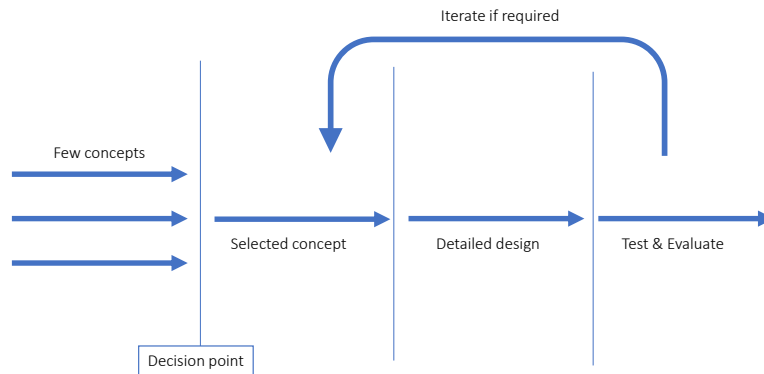 Iterate if required
Few concepts
Selected concept
Detailed design
Test & Evaluate
Decision point